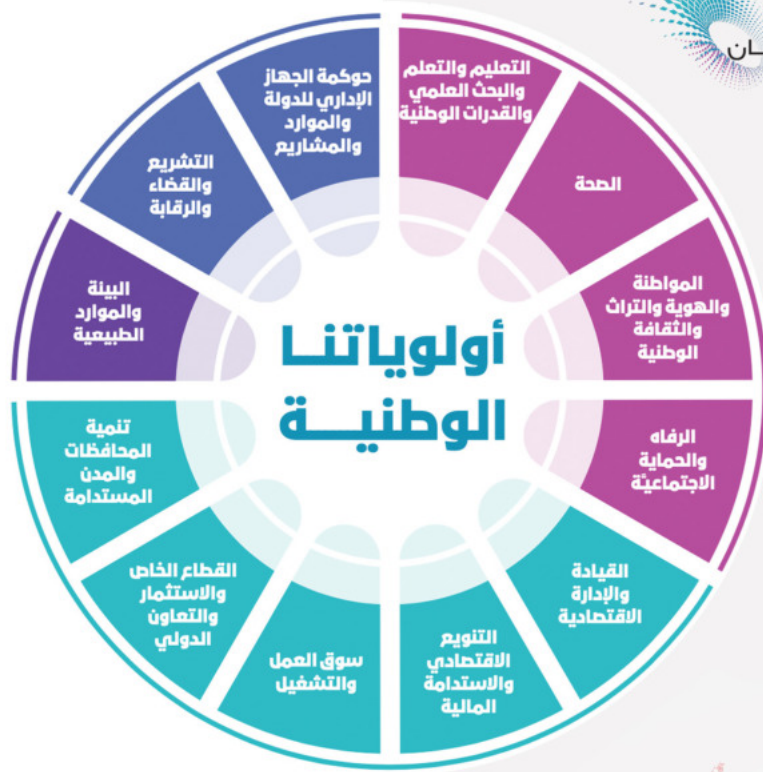 ـان
أولوياتنــا
الوطنيــة
التعليم والتعلم
والبحث العلمي
والقدرات الوطنية
الصحة
المواطنة
والهوية والتراث
والثقافة
الوطنية
الرفاه
والحماية
الاجتماعية
القيادة
والإدارة
الاقتصادية
التنويع
الاقتصادي
والاستدامة
المالية
سوق العمل
والتشغيل
القطاع الخاص
والاستثمار
والتعاون
الدولي
تنمية
المحافظات
والمدن
المستدامة
البيئة
والموارد
الطبيعية
التشريع
والقضاء
والرقابة
حوكمة الجهاز
الإداري للدولة
والموارد
والمشاريع